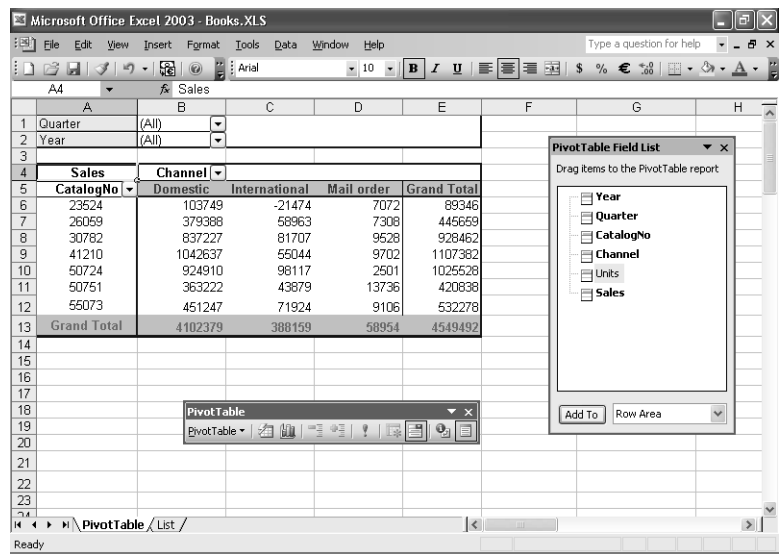 Microsoft Office Excel 2003 - Books.XLS
File Edit View Insert Format Tools Data Window Help Type a question for help
Arial 10 B I U $ % € A
A4 fx Sales
A B C D E F G H
1 Quarter (All)
2 Year (All)
3
4 Sales Channel
5 CatalogNo Domestic International Mail order Grand Total
6 23524 103749 -21474 7072 89346
7 26059 379388 58963 7308 445659
8 30782 837227 81707 9528 928462
9 41210 1042637 55044 9702 1107382
10 50724 924910 98117 2501 1025528
11 50751 363222 43879 13736 420838
12 55073 451247 71924 9106 532278
13 Grand Total 4102379 388159 58954 4549492
14
15
16
17
18
19
20
21
22
23
24
PivotTable Field List
Drag items to the PivotTable report
Year
Quarter
CatalogNo
Channel
Units
Sales
Add To Row Area
PivotTable
PivotTable
PivotTable List
Ready